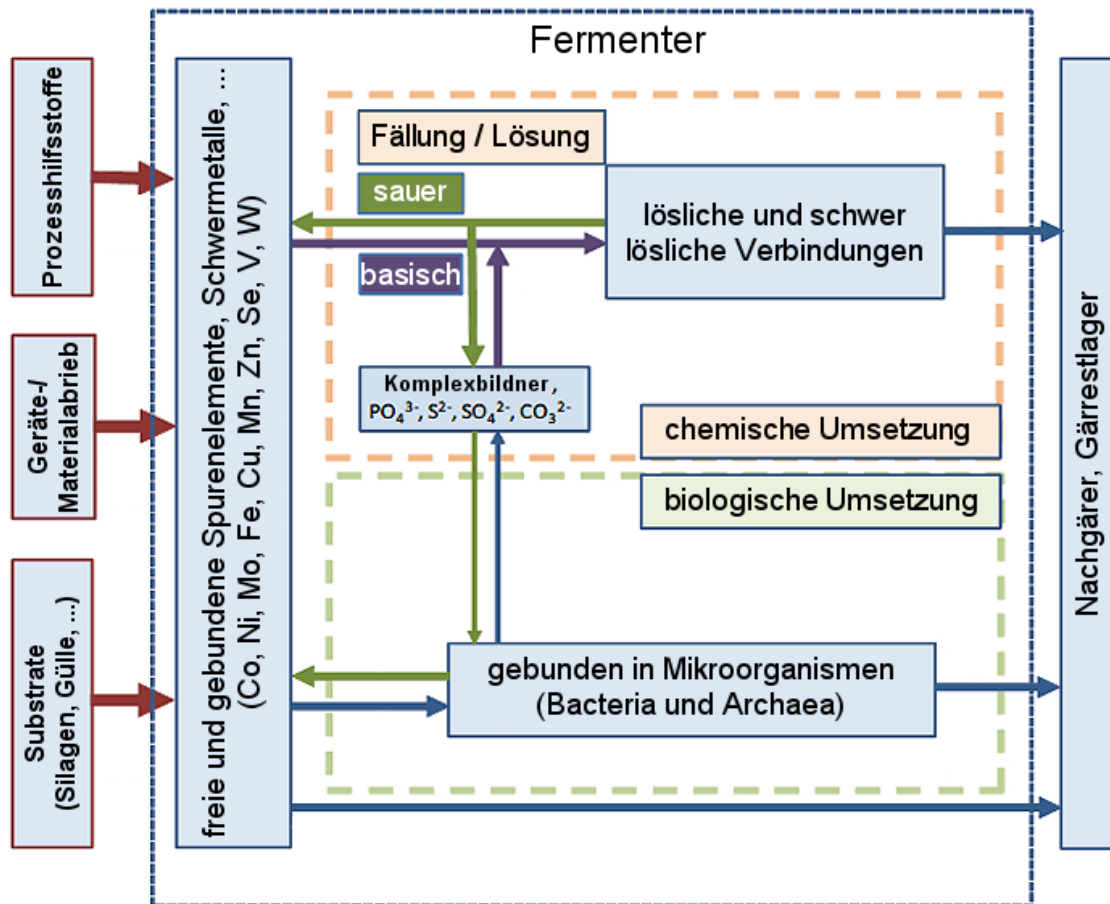 Fermenter
Prozesshilfsstoffe
Geräte-/
Materialabrieb
Substrate
(Silagen, Gülle, ...)
freie und gebundene Spurenelemente, Schwermetalle, ...
(Co, Ni, Mo, Fe, Cu, Mn, Zn, Se, V, W)
Fällung / Lösung
sauer
basisch
lösliche und schwer
lösliche Verbindungen
Komplexbildner,
PO₄³⁻, S²⁻, SO₄²⁻, CO₃²⁻
chemische Umsetzung
biologische Umsetzung
gebunden in Mikroorganismen
(Bacteria und Archaea)
Nachgärer, Gärrestlager